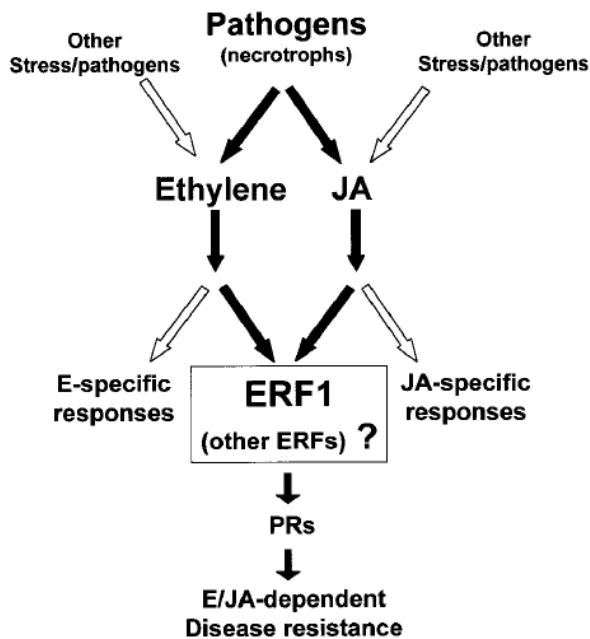 Pathogens
(necrotrophs)
Other
Stress/pathogens
Other
Stress/pathogens
Ethylene
JA
E-specific
responses
ERF1
(other ERFs) ?
JA-specific
responses
PRs
E/JA-dependent
Disease resistance